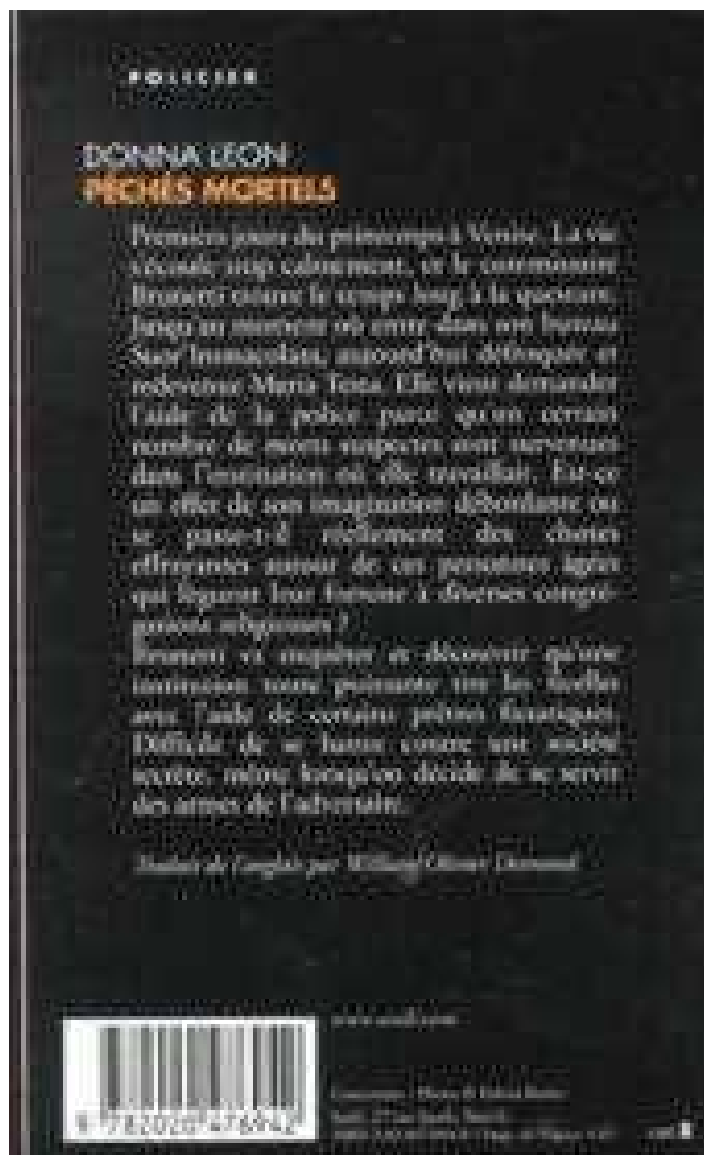 POLICIER
DONNA LEON
PÉCHÉS MORTELS
Premiers jours du printemps à Venise. La vie
s'écoule trop calmement, et le commissaire
Brunetti trouve le temps long à la questure.
Jusqu'au moment où entre dans son bureau
Suor'Immacolata, aujourd'hui défroquée et
redevenue Maria Testa. Elle vient demander
l'aide de la police parce qu'un certain
nombre de morts suspectes sont survenues
dans l'institution où elle travaillait. Est-ce
un effet de son imagination débordante ou
se passe-t-il réellement des choses
effrayantes autour de ces personnes âgées
qui lèguent leur fortune à diverses congré-
gations religieuses ?
Brunetti va enquêter et découvrir qu'une
institution toute puissante tire les ficelles
avec l'aide de certains prêtres fanatiques.
Difficile de se battre contre une société
secrète, même lorsqu'on décide de se servir
des armes de l'adversaire.
Traduit de l'anglais par William Olivier Desmond
www.seuil.com
9 782020 476942